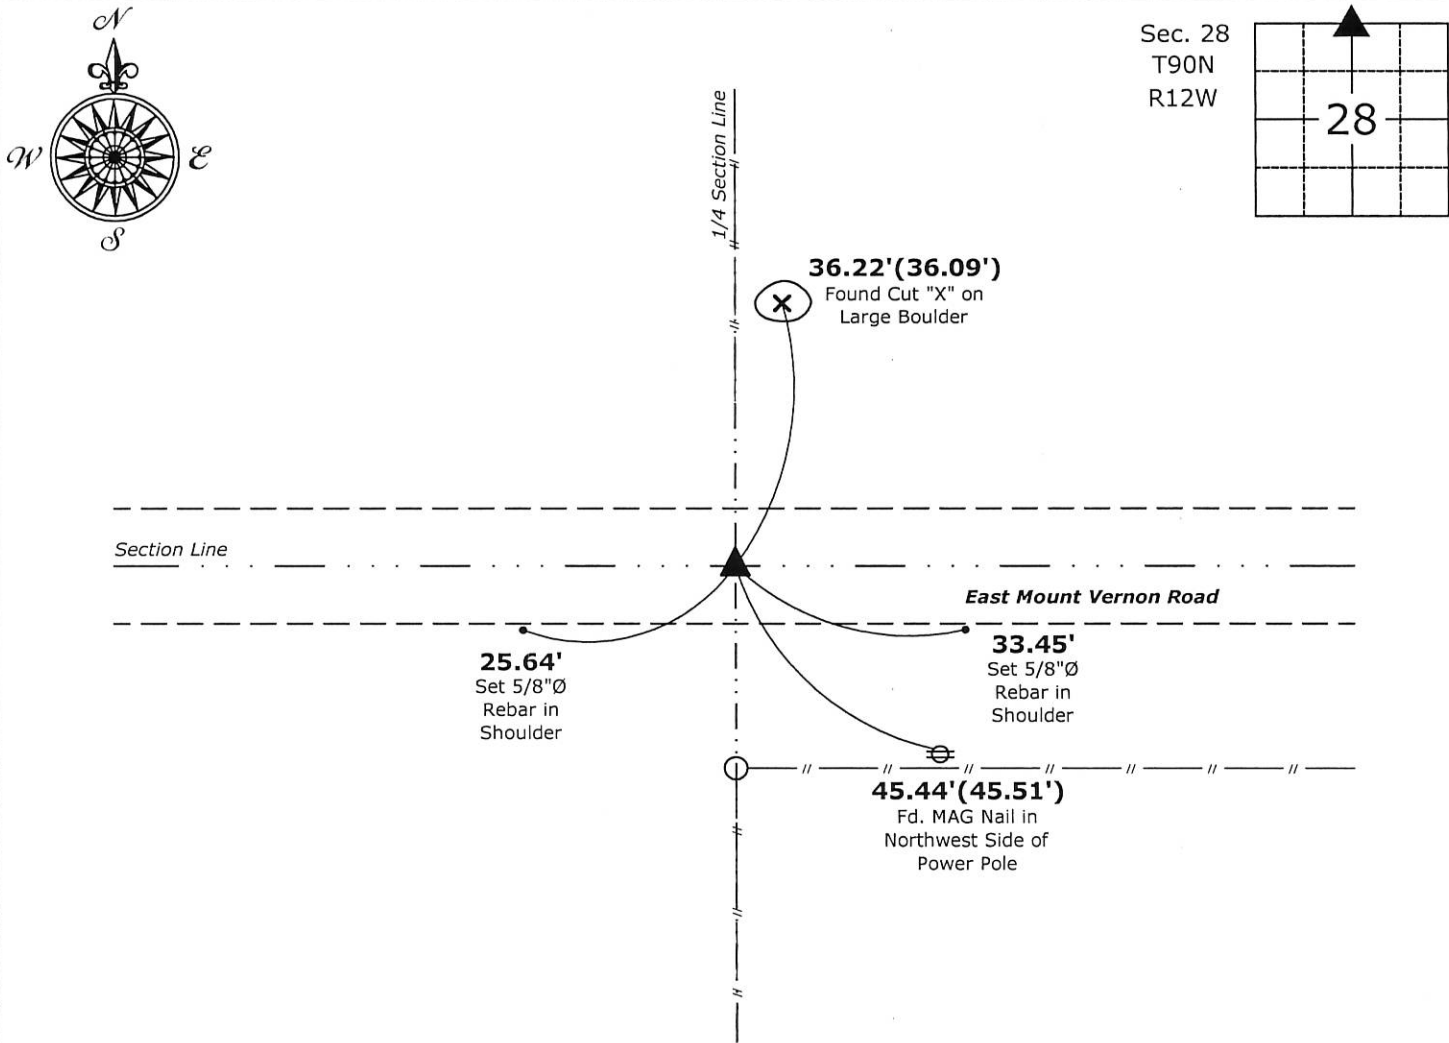 N
W
E
S
Sec. 28
T90N
R12W
28
1/4 Section Line
36.22'(36.09')
Found Cut "X" on
Large Boulder
Section Line
East Mount Vernon Road
25.64'
Set 5/8"Ø
Rebar in
Shoulder
33.45'
Set 5/8"Ø
Rebar in
Shoulder
45.44'(45.51')
Fd. MAG Nail in
Northwest Side of
Power Pole